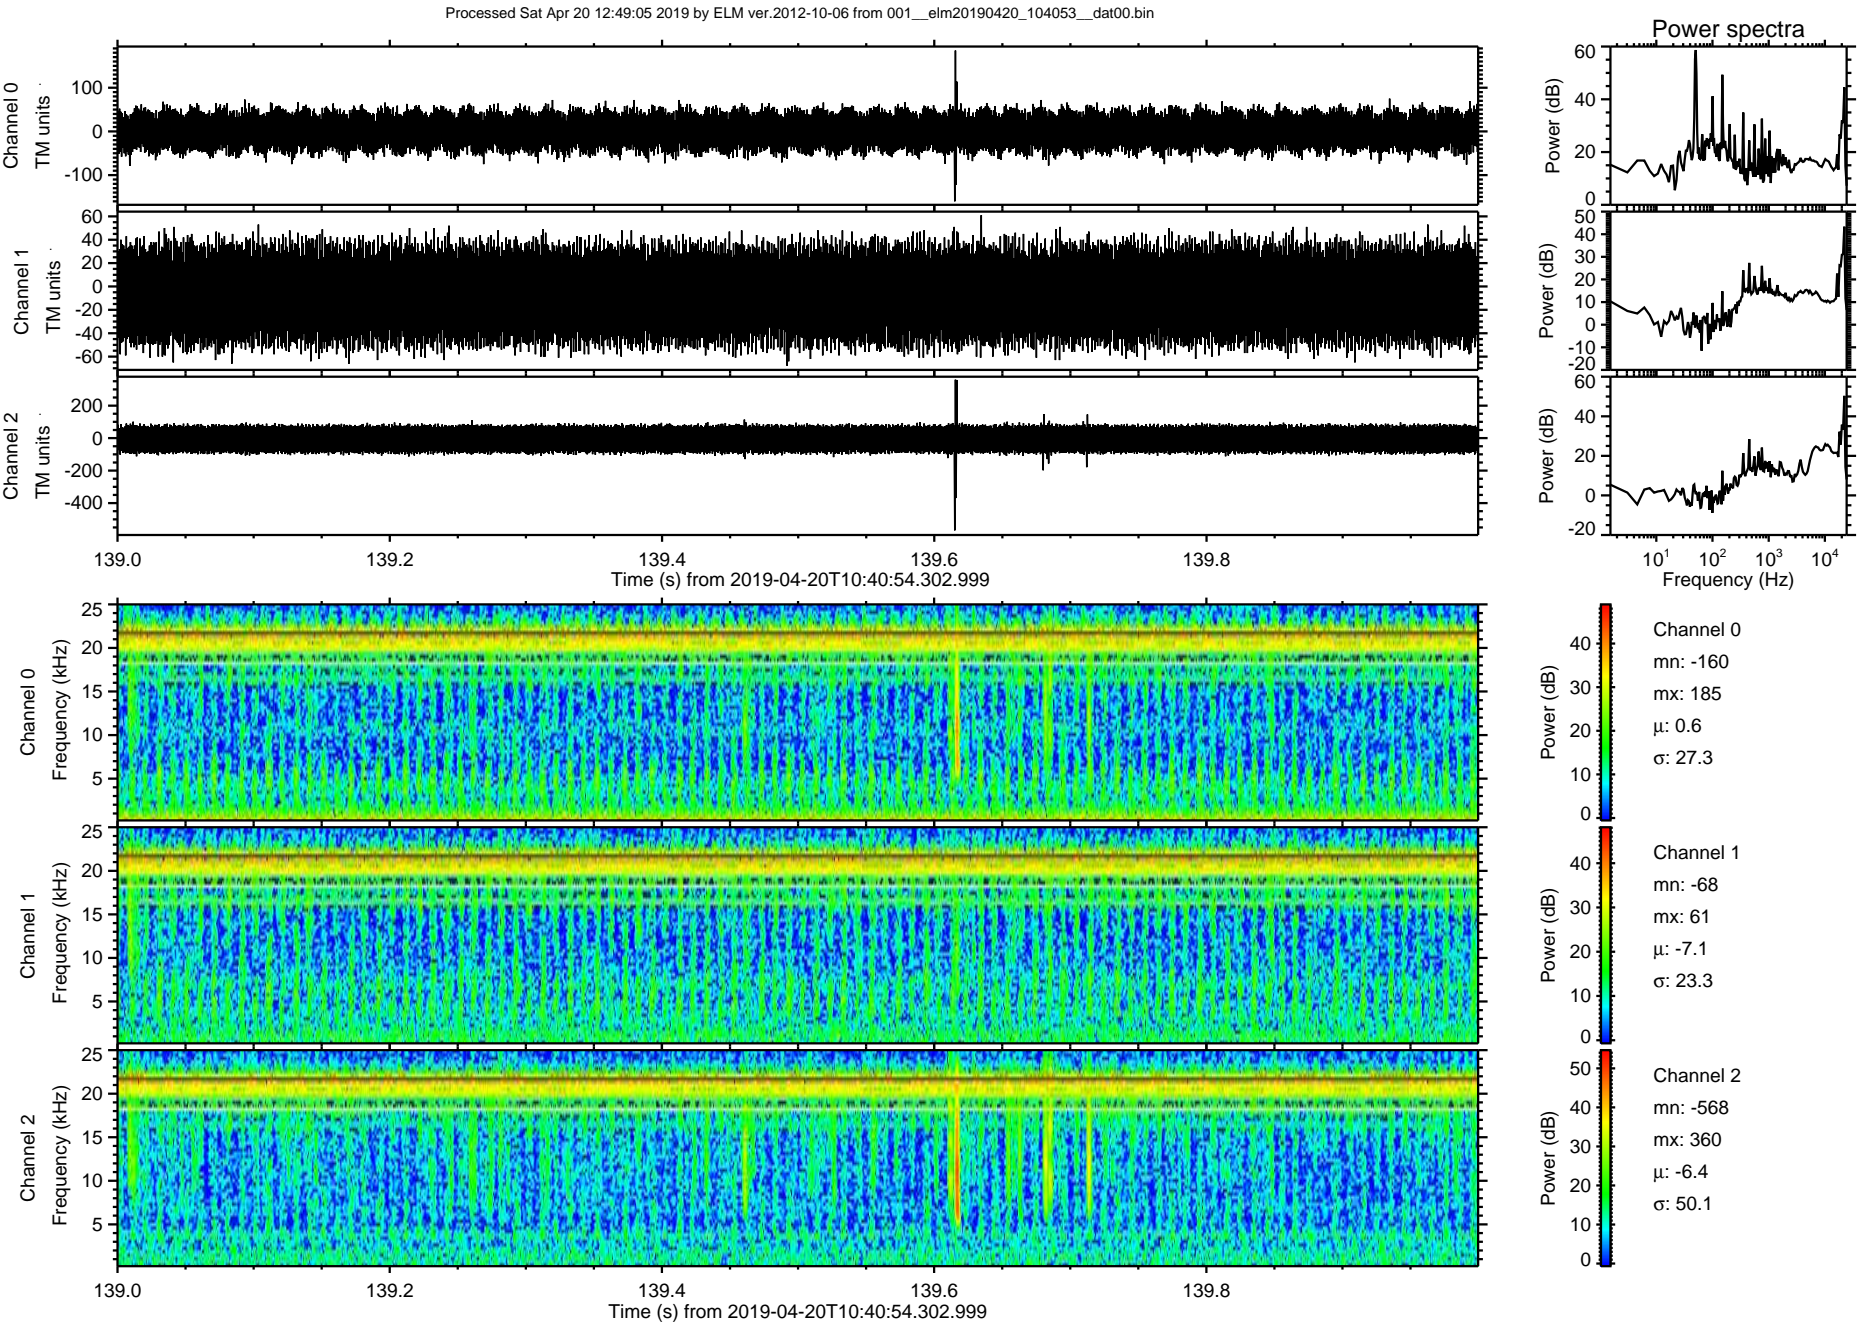 Processed Sat Apr 20 12:49:05 2019 by ELM ver.2012-10-06 from 001__elm20190420_104053__dat00.bin
Power spectra
Channel 0
TM units
100
0
-100
Power (dB)
60
40
20
0
Channel 1
TM units
60
40
20
0
-20
-40
-60
Power (dB)
50
40
30
20
10
0
-10
-20
Channel 2
TM units
200
0
-200
-400
Power (dB)
60
40
20
0
-20
139.0 139.2 139.4 139.6 139.8
Time (s) from 2019-04-20T10:40:54.302.999
10^1 10^2 10^3 10^4
Frequency (Hz)
Channel 0
Frequency (kHz)
25
20
15
10
5
Power (dB)
40
30
20
10
0
Channel 0
mn: -160
mx: 185
μ: 0.6
σ: 27.3
Channel 1
Frequency (kHz)
25
20
15
10
5
Power (dB)
40
30
20
10
0
Channel 1
mn: -68
mx: 61
μ: -7.1
σ: 23.3
Channel 2
Frequency (kHz)
25
20
15
10
5
Power (dB)
50
40
30
20
10
0
Channel 2
mn: -568
mx: 360
μ: -6.4
σ: 50.1
139.0 139.2 139.4 139.6 139.8
Time (s) from 2019-04-20T10:40:54.302.999